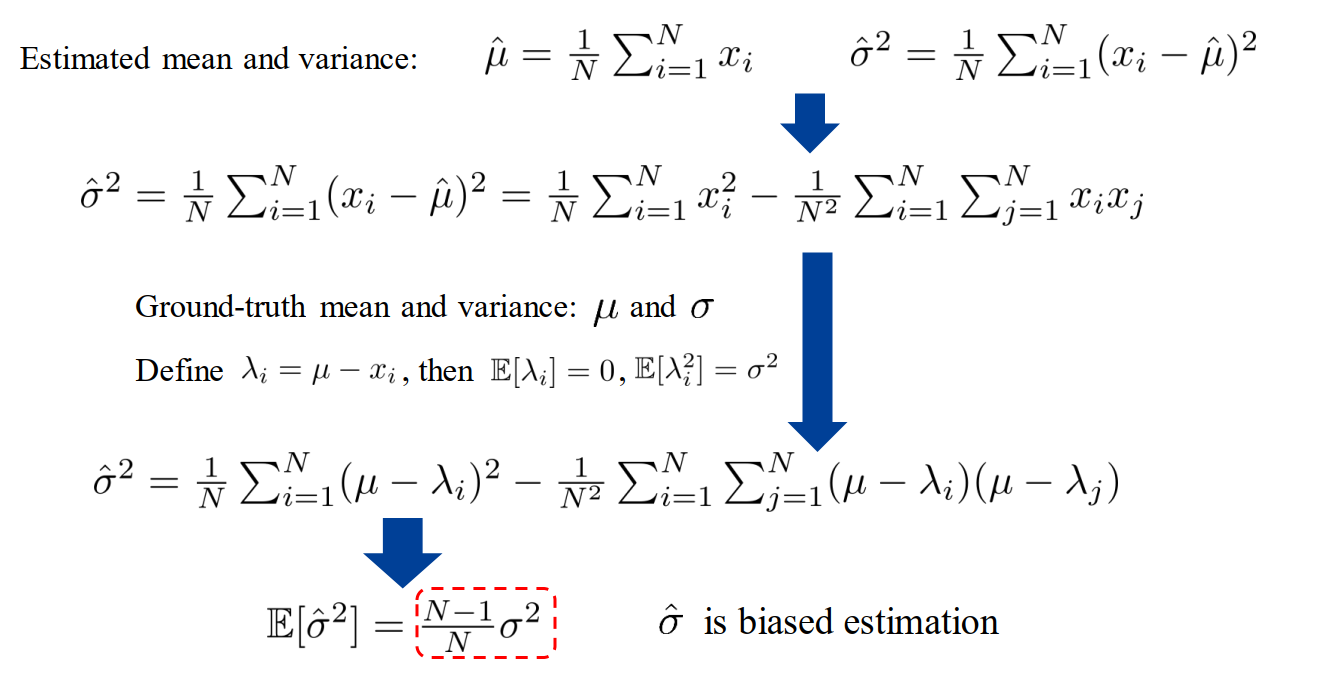 Estimated mean and variance: $\hat{\mu} = \frac{1}{N} \sum_{i=1}^{N} x_i$ $\hat{\sigma}^2 = \frac{1}{N} \sum_{i=1}^{N} (x_i - \hat{\mu})^2$
$\hat{\sigma}^2 = \frac{1}{N} \sum_{i=1}^{N} (x_i - \hat{\mu})^2 = \frac{1}{N} \sum_{i=1}^{N} x_i^2 - \frac{1}{N^2} \sum_{i=1}^{N} \sum_{j=1}^{N} x_i x_j$
Ground-truth mean and variance: $\mu$ and $\sigma$
Define $\lambda_i = \mu - x_i$, then $\mathbb{E}[\lambda_i] = 0, \mathbb{E}[\lambda_i^2] = \sigma^2$
$\hat{\sigma}^2 = \frac{1}{N} \sum_{i=1}^{N} (\mu - \lambda_i)^2 - \frac{1}{N^2} \sum_{i=1}^{N} \sum_{j=1}^{N} (\mu - \lambda_i)(\mu - \lambda_j)$
$\mathbb{E}[\hat{\sigma}^2] = \frac{N-1}{N} \sigma^2$ $\hat{\sigma}$ is biased estimation